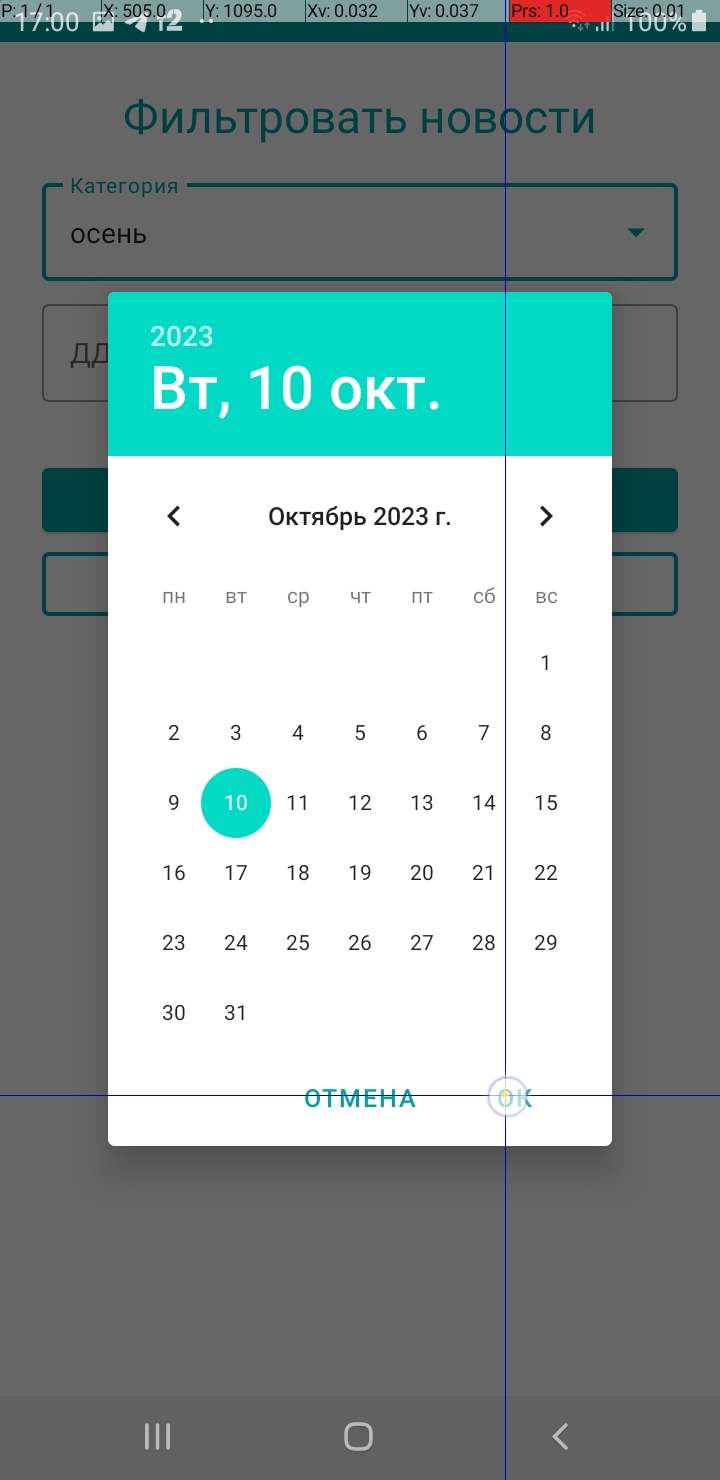 P: 1 / 1 X: 505.0 Y: 1095.0 Xv: 0.032 Yv: 0.037 Prs: 1.0 Size: 0.01
17:00 100%
Фильтровать новости
Категория
осень
2023
Вт, 10 окт.
Октябрь 2023 г.
пн вт ср чт пт сб вс
1
2 3 4 5 6 7 8
9 10 11 12 13 14 15
16 17 18 19 20 21 22
23 24 25 26 27 28 29
30 31
ОТМЕНА ОК